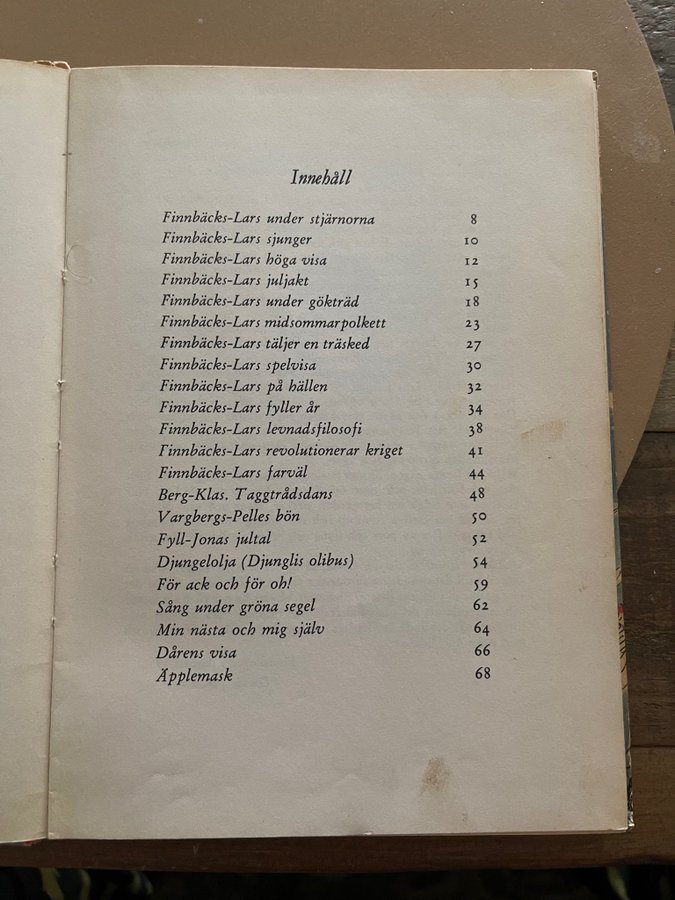 Innehåll
Finnbäcks-Lars under stjärnorna 8
Finnbäcks-Lars sjunger 10
Finnbäcks-Lars höga visa 12
Finnbäcks-Lars juljakt 15
Finnbäcks-Lars under gökträd 18
Finnbäcks-Lars midsommarpolkett 23
Finnbäcks-Lars täljer en träsked 27
Finnbäcks-Lars spelvisa 30
Finnbäcks-Lars på hällen 32
Finnbäcks-Lars fyller år 34
Finnbäcks-Lars levnadsfilosofi 38
Finnbäcks-Lars revolutionerar kriget 41
Finnbäcks-Lars farväl 44
Berg-Klas. Taggtrådsdans 48
Vargbergs-Pelles bön 50
Fyll-Jonas jultal 52
Djungelolja (Djunglis olibus) 54
För ack och för oh! 59
Sång under gröna segel 62
Min nästa och mig själv 64
Dårens visa 66
Äpplemask 68